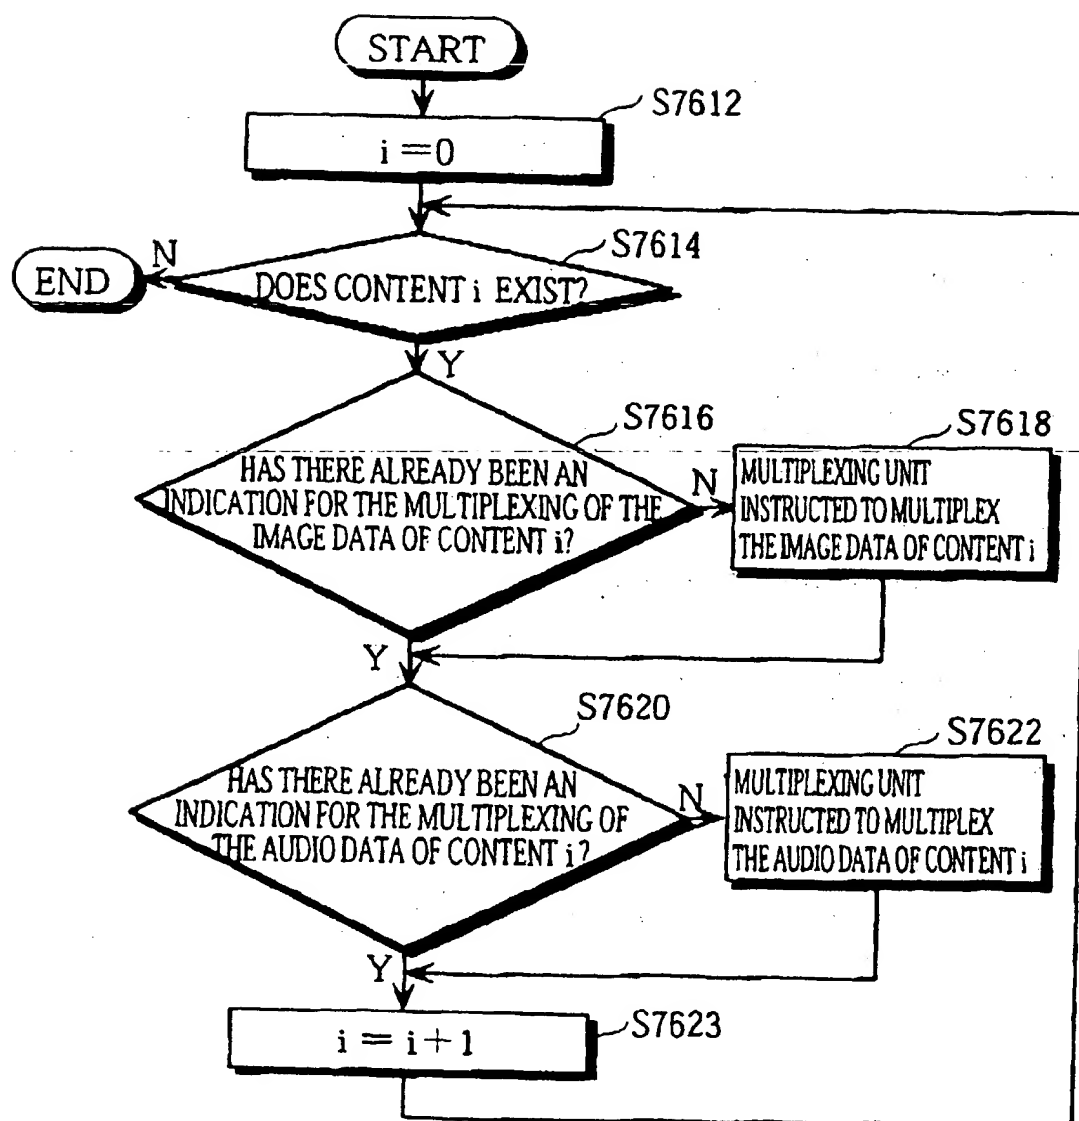 START
S7612
i=0
S7614
N
END
DOES CONTENT i EXIST?
Y
S7616
S7618
HAS THERE ALREADY BEEN AN
INDICATION FOR THE MULTIPLEXING OF THE
IMAGE DATA OF CONTENT i?
N
MULTIPLEXING UNIT
INSTRUCTED TO MULTIPLEX
THE IMAGE DATA OF CONTENT i
Y
S7620
S7622
HAS THERE ALREADY BEEN AN
INDICATION FOR THE MULTIPLEXING OF
THE AUDIO DATA OF CONTENT i?
N
MULTIPLEXING UNIT
INSTRUCTED TO MULTIPLEX
THE AUDIO DATA OF CONTENT i
Y
i = i+1
S7623